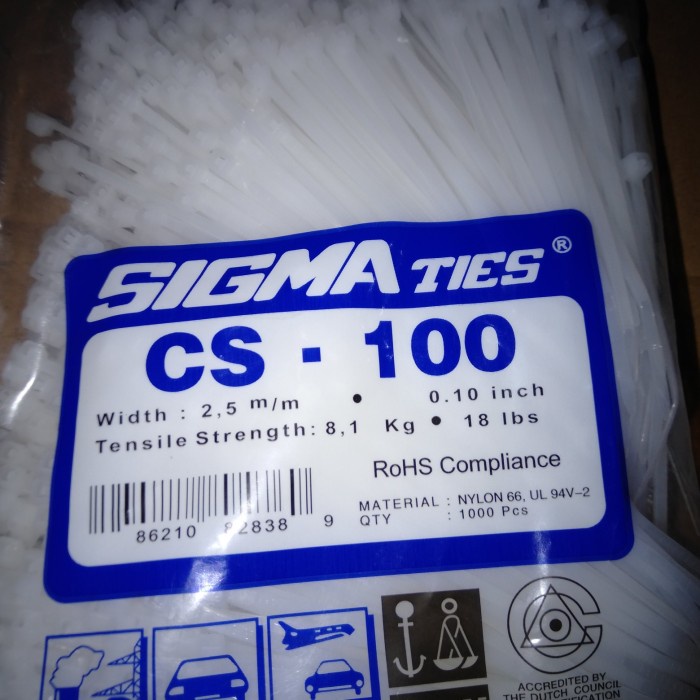 SIGMA TIES ®
CS - 100
Width : 2,5 m/m • 0.10 inch
Tensile Strength: 8,1 Kg • 18 lbs
RoHS Compliance
MATERIAL : NYLON 66, UL 94V-2
QTY : 1000 Pcs
86210 82838 9
C
ACCREDITED BY
THE DUTCH COUNCIL